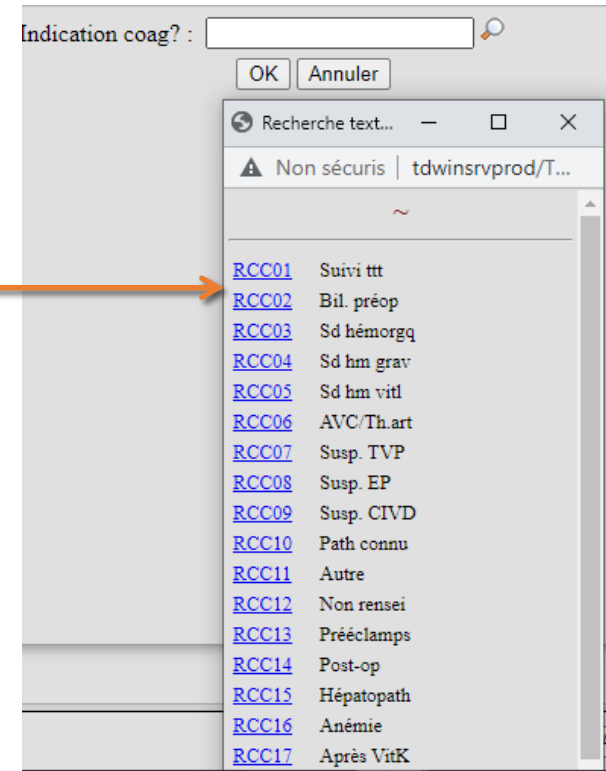 Indication coag? :
OK Annuler
Recherche text...
Non sécuris | tdwinsrvprod/T...
~
RCC01 Suivi ttt
RCC02 Bil. préop
RCC03 Sd hémorgq
RCC04 Sd hm grav
RCC05 Sd hm vitl
RCC06 AVC/Th.art
RCC07 Susp. TVP
RCC08 Susp. EP
RCC09 Susp. CIVD
RCC10 Path connu
RCC11 Autre
RCC12 Non rensei
RCC13 Prééclamps
RCC14 Post-op
RCC15 Hépatopath
RCC16 Anémie
RCC17 Après VitK